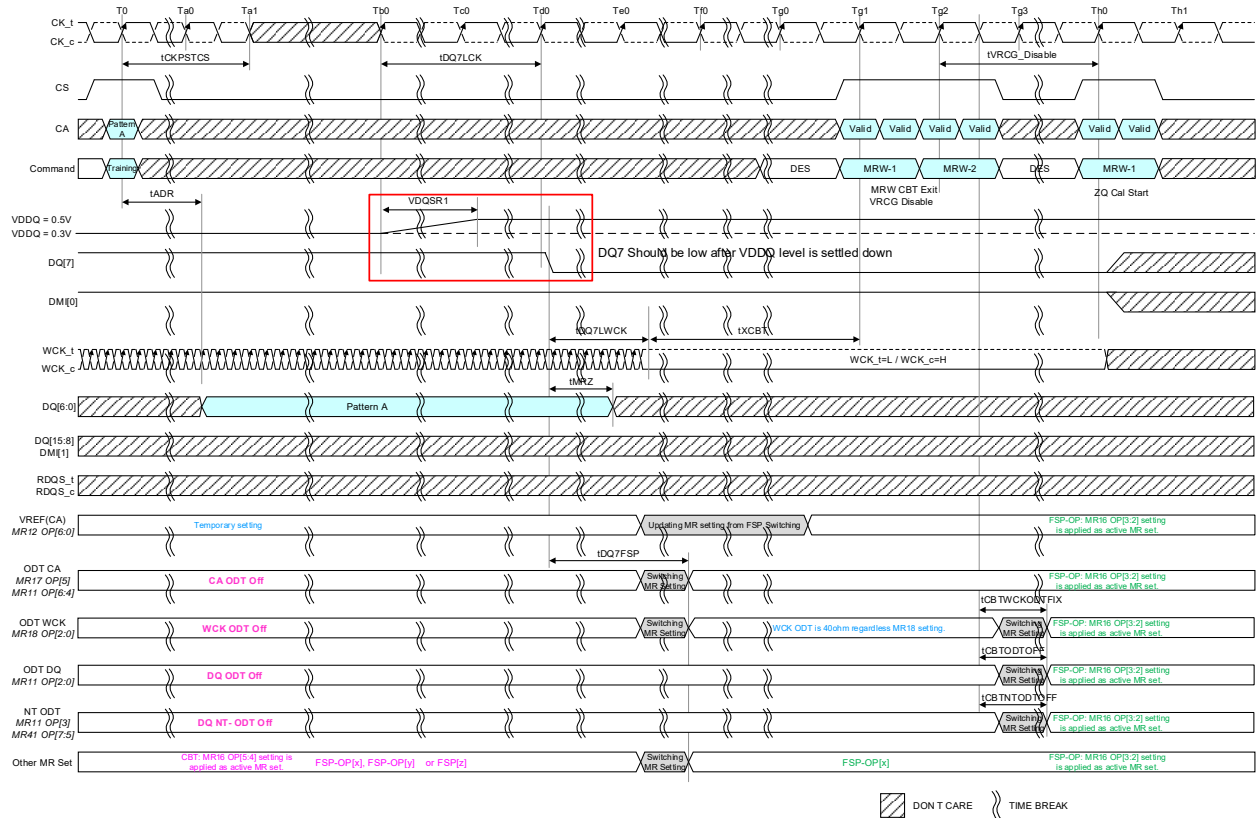 T0 Ta0 Ta1 Tb0 Tc0 Td0 Te0 Tf0 Tg0 Tg1 Tg2 Tg3 Th0 Th1
CK_t
CK_c
tCKPSTCS
tDQ7LCK
tVRCG_Disable
CS
CA
Pattern
A
Valid Valid Valid Valid Valid Valid
Command
Training
DES
MRW-1
MRW-2
DES
MRW-1
MRW CBT Exit
VRCG Disable
ZQ Cal Start
tADR
VDQSR1
VDDQ = 0.5V
VDDQ = 0.3V
DQ7 Should be low after VDDQ level is settled down
DQ[7]
DMI[0]
tDQ7LWCK
tXCBT
WCK_t
WCK_c
WCK_t=L / WCK_c=H
tMRZ
DQ[6:0]
Pattern A
DQ[15:8]
DMI[1]
RDQS_t
RDQS_c
VREF(CA)
MR12 OP[6:0]
Temporary setting
Updating MR setting from FSP Switching
FSP-OP: MR16 OP[3:2] setting
is applied as active MR set.
tDQ7FSP
ODT CA
MR17 OP[5]
MR11 OP[6:4]
CA ODT Off
Switching
MR Setting
FSP-OP: MR16 OP[3:2] setting
is applied as active MR set.
tCBTWCKODTFIX
ODT WCK
MR18 OP[2:0]
WCK ODT Off
Switching
MR Setting
WCK ODT is 40ohm regardless MR18 setting.
Switching
MR Setting
FSP-OP: MR16 OP[3:2] setting
is applied as active MR set.
tCBTODTOFF
ODT DQ
MR11 OP[2:0]
DQ ODT Off
Switching
MR Setting
FSP-OP: MR16 OP[3:2] setting
is applied as active MR set.
tCBTNTODTOFF
NT ODT
MR11 OP[3]
MR41 OP[7:5]
DQ NT- ODT Off
Switching
MR Setting
FSP-OP: MR16 OP[3:2] setting
is applied as active MR set.
Other MR Set
CBT: MR16 OP[5:4] setting is
applied as active MR set.
FSP-OP[x], FSP-OP[y] or FSP[z]
Switching
MR Setting
FSP-OP[x]
FSP-OP: MR16 OP[3:2] setting
is applied as active MR set.
DON T CARE
TIME BREAK